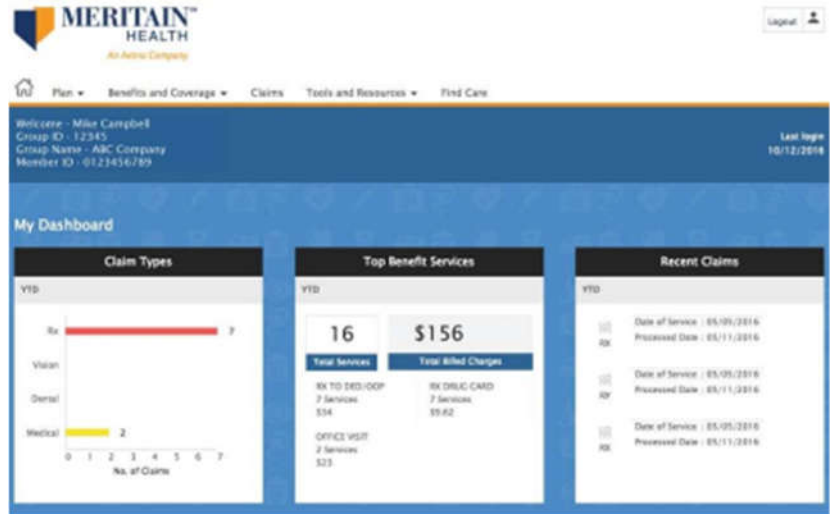 MERITAIN™
HEALTH
An Aetna Company
Logout
Plan
Benefits and Coverage
Claims
Tools and Resources
Find Care
Welcome - Mike Campbell
Group ID - 12345
Group Name - ABC Company
Member ID - 0123456789
Last login
10/12/2016
My Dashboard
Claim Types
YTD
Rx
7
Vision
Dental
Medical
2
0 1 2 3 4 5 6 7
No. of Claims
Top Benefit Services
YTD
16
Total Services
$156
Total Billed Charges
RX TO DED/OOP
7 Services
$34
RX DRUG CARD
7 Services
$9.62
OFFICE VISIT
2 Services
$23
Recent Claims
YTD
Date of Service : 05/05/2016
Processed Date : 05/11/2016
RX
Date of Service : 05/05/2016
Processed Date : 05/11/2016
RX
Date of Service : 05/05/2016
Processed Date : 05/11/2016
RX